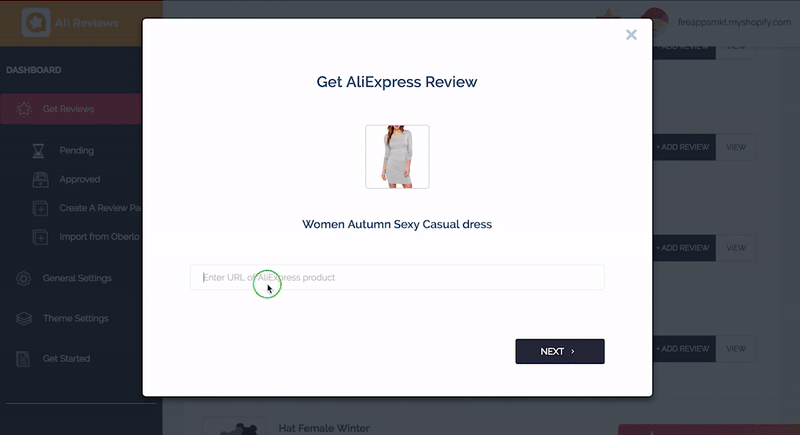 Ali Reviews
fireappsmkt.myshopify.com
DASHBOARD
Get Reviews
Pending
Approved
Create A Review Pa
Import from Oberlo
General Settings
Theme Settings
Get Started
Get AliExpress Review
Women Autumn Sexy Casual dress
Enter URL of AliExpress product
NEXT ›
+ ADD REVIEW VIEW
+ ADD REVIEW VIEW
+ ADD REVIEW VIEW
Hat Female Winter